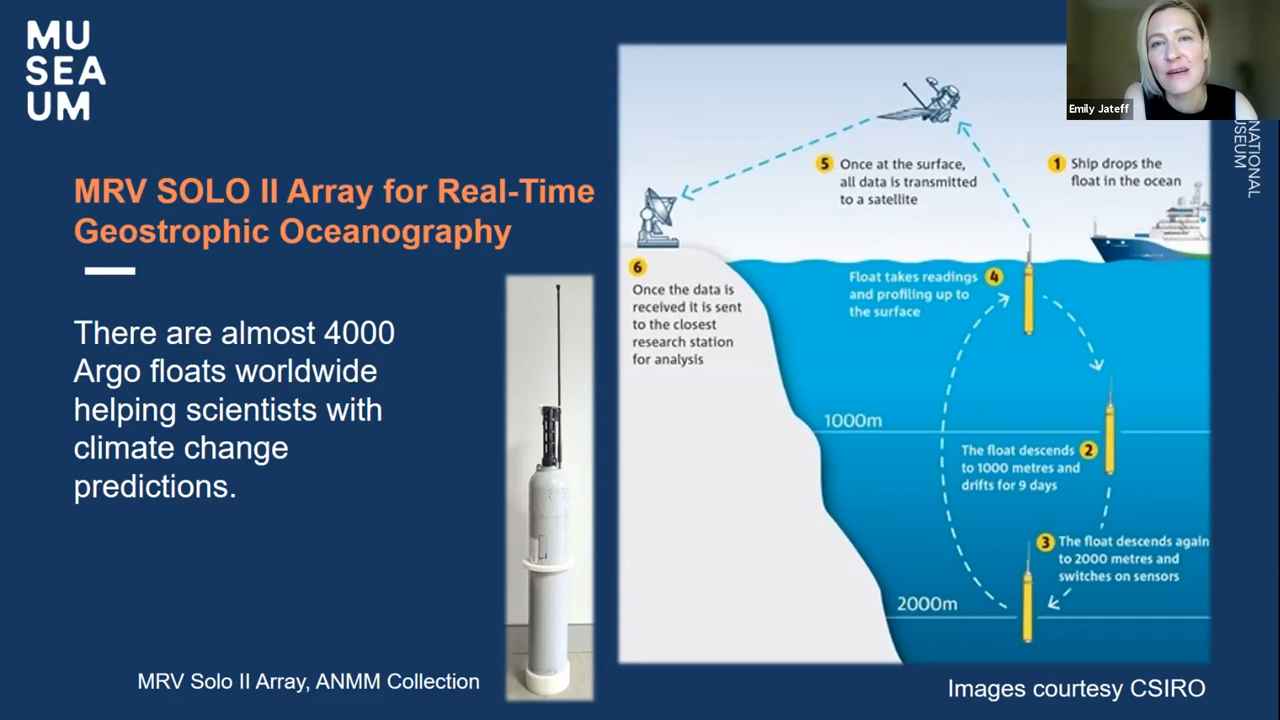 MU
SEA
UM
Emily Jateff
NATIONAL
USEUM
MRV SOLO II Array for Real-Time
Geostrophic Oceanography
There are almost 4000
Argo floats worldwide
helping scientists with
climate change
predictions.
MRV Solo II Array, ANMM Collection
1 Ship drops the
float in the ocean
5 Once at the surface,
all data is transmitted
to a satellite
6
Once the data is
received it is sent
to the closest
research station
for analysis
Float takes readings 4
and profiling up to
the surface
1000m
The float descends 2
to 1000 metres and
drifts for 9 days
3 The float descends again
to 2000 metres and
switches on sensors
2000m
Images courtesy CSIRO